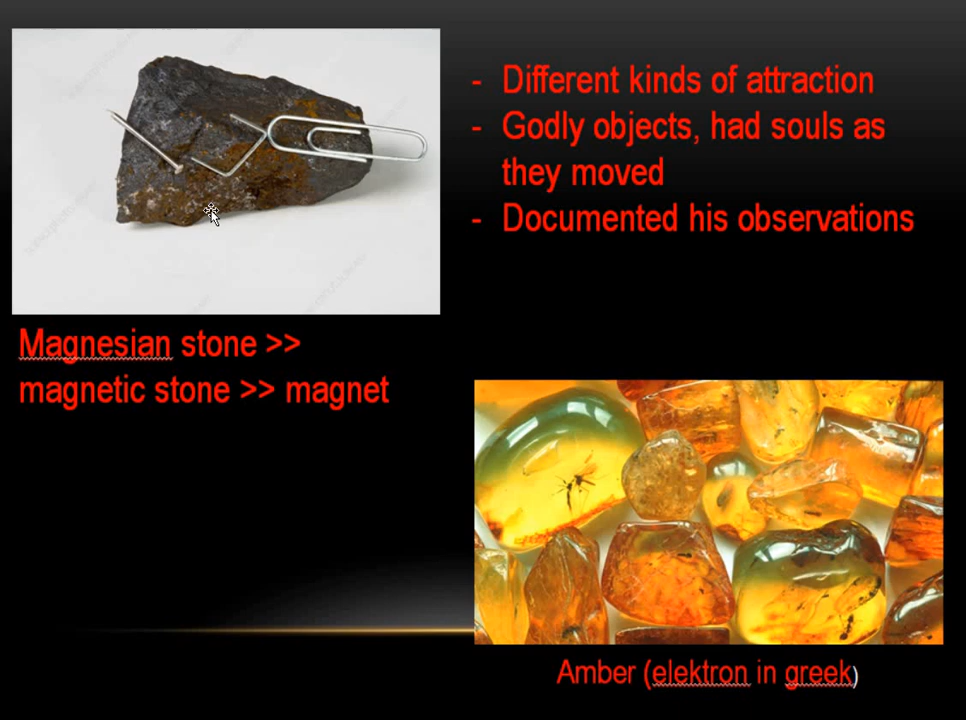 - Different kinds of attraction
- Godly objects, had souls as
they moved
- Documented his observations
Magnesian stone >>
magnetic stone >> magnet
Amber (elektron in greek)